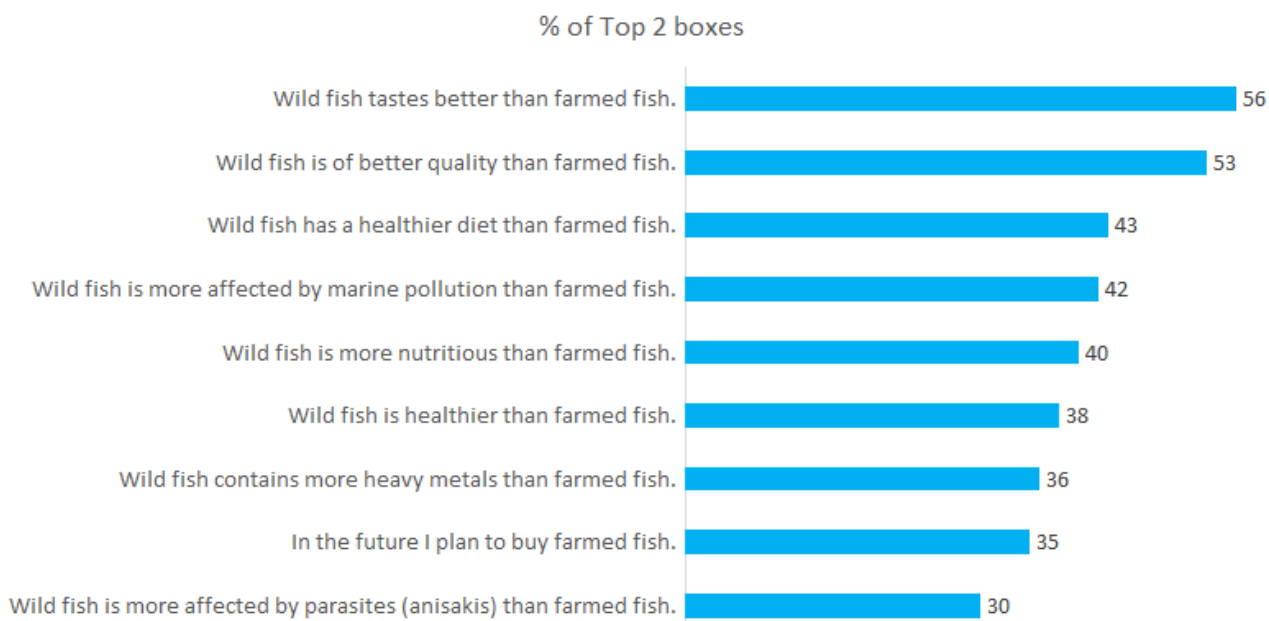 % of Top 2 boxes
Wild fish tastes better than farmed fish. 56
Wild fish is of better quality than farmed fish. 53
Wild fish has a healthier diet than farmed fish. 43
Wild fish is more affected by marine pollution than farmed fish. 42
Wild fish is more nutritious than farmed fish. 40
Wild fish is healthier than farmed fish. 38
Wild fish contains more heavy metals than farmed fish. 36
In the future I plan to buy farmed fish. 35
Wild fish is more affected by parasites (anisakis) than farmed fish. 30